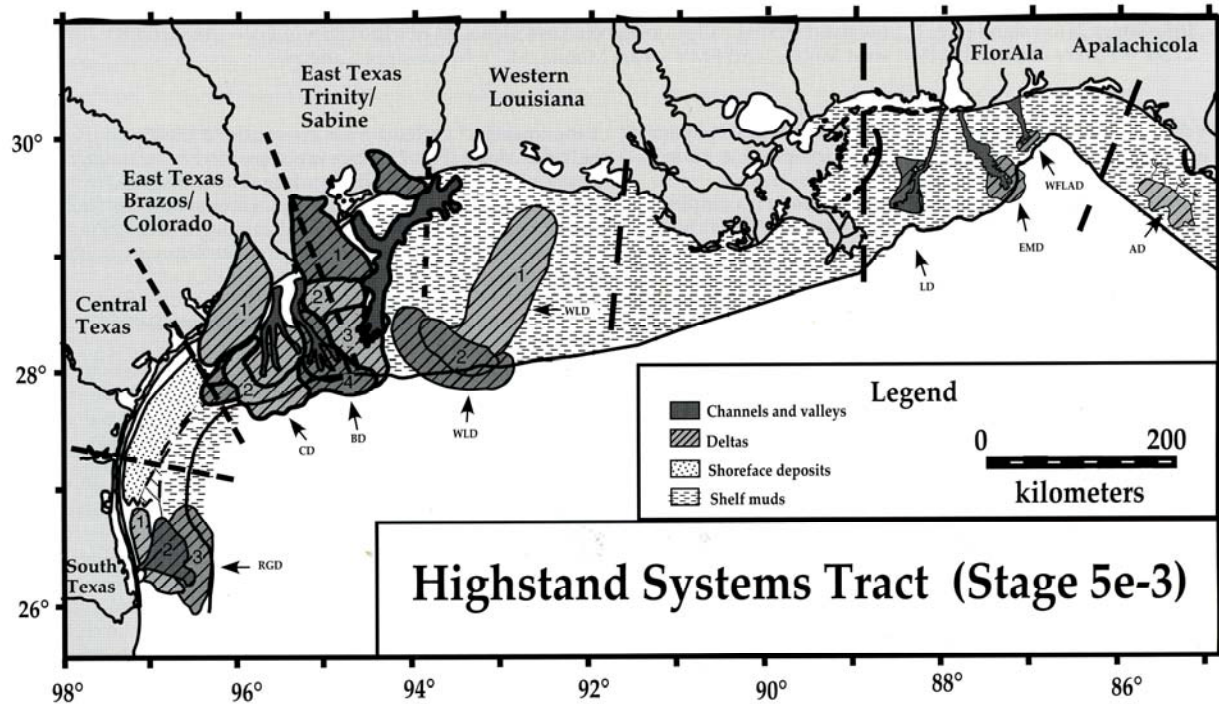 FlorAla
Apalachicola
East Texas
Trinity/
Sabine
Western
Louisiana
30°
East Texas
Brazos/
Colorado
WFLAD
EMD
AD
LD
1
1
2
3
4
1
2
1
2
WLD
WLD
CD
BD
Central
Texas
28°
South
Texas
1
2
3
RGD
26°
Legend
Channels and valleys
Deltas
Shoreface deposits
Shelf muds
0
200
kilometers
Highstand Systems Tract (Stage 5e-3)
98°
96°
94°
92°
90°
88°
86°